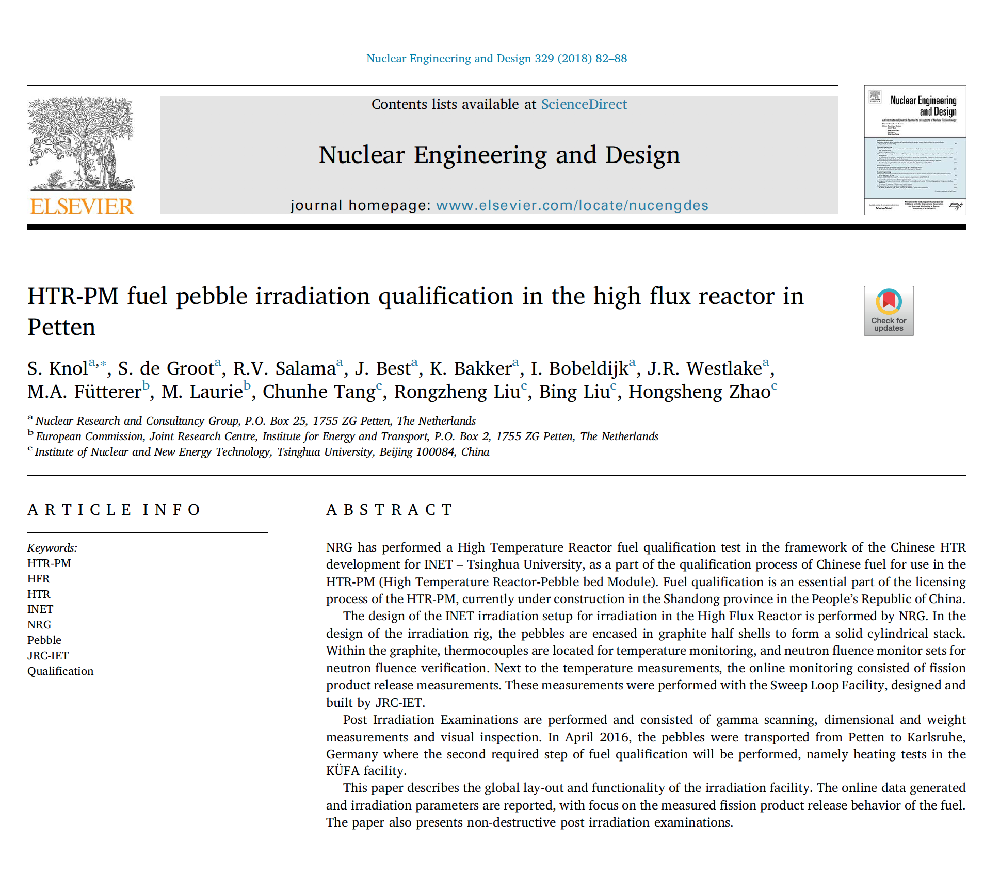 Nuclear Engineering and Design 329 (2018) 82–88
Contents lists available at ScienceDirect
Nuclear Engineering and Design
journal homepage: www.elsevier.com/locate/nucengdes
NON SOLUS
ELSEVIER
Nuclear Engineering
and Design
An International Journal devoted to all aspects of Nuclear Fission Energy
ScienceDirect
HTR-PM fuel pebble irradiation qualification in the high flux reactor in
Petten
Check for
updates
S. Knol^a,*, S. de Groot^a, R.V. Salama^a, J. Best^a, K. Bakker^a, I. Bobeldijk^a, J.R. Westlake^a,
M.A. Fütterer^b, M. Laurie^b, Chunhe Tang^c, Rongzheng Liu^c, Bing Liu^c, Hongsheng Zhao^c
^a Nuclear Research and Consultancy Group, P.O. Box 25, 1755 ZG Petten, The Netherlands
^b European Commission, Joint Research Centre, Institute for Energy and Transport, P.O. Box 2, 1755 ZG Petten, The Netherlands
^c Institute of Nuclear and New Energy Technology, Tsinghua University, Beijing 100084, China
ARTICLE INFO
Keywords:
HTR-PM
HFR
HTR
INET
NRG
Pebble
JRC-IET
Qualification
ABSTRACT
NRG has performed a High Temperature Reactor fuel qualification test in the framework of the Chinese HTR
development for INET – Tsinghua University, as a part of the qualification process of Chinese fuel for use in the
HTR-PM (High Temperature Reactor-Pebble bed Module). Fuel qualification is an essential part of the licensing
process of the HTR-PM, currently under construction in the Shandong province in the People’s Republic of China.
The design of the INET irradiation setup for irradiation in the High Flux Reactor is performed by NRG. In the
design of the irradiation rig, the pebbles are encased in graphite half shells to form a solid cylindrical stack.
Within the graphite, thermocouples are located for temperature monitoring, and neutron fluence monitor sets for
neutron fluence verification. Next to the temperature measurements, the online monitoring consisted of fission
product release measurements. These measurements were performed with the Sweep Loop Facility, designed and
built by JRC-IET.
Post Irradiation Examinations are performed and consisted of gamma scanning, dimensional and weight
measurements and visual inspection. In April 2016, the pebbles were transported from Petten to Karlsruhe,
Germany where the second required step of fuel qualification will be performed, namely heating tests in the
KÜFA facility.
This paper describes the global lay-out and functionality of the irradiation facility. The online data generated
and irradiation parameters are reported, with focus on the measured fission product release behavior of the fuel.
The paper also presents non-destructive post irradiation examinations.